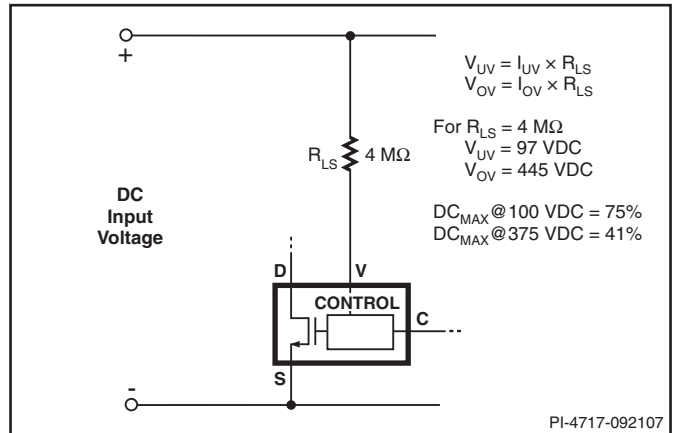 +
V_UV = I_UV × R_LS
V_OV = I_OV × R_LS
For R_LS = 4 MΩ
V_UV = 97 VDC
V_OV = 445 VDC
DC_MAX@100 VDC = 75%
DC_MAX@375 VDC = 41%
R_LS 4 MΩ
DC
Input
Voltage
D V
CONTROL
C
S
-
PI-4717-092107